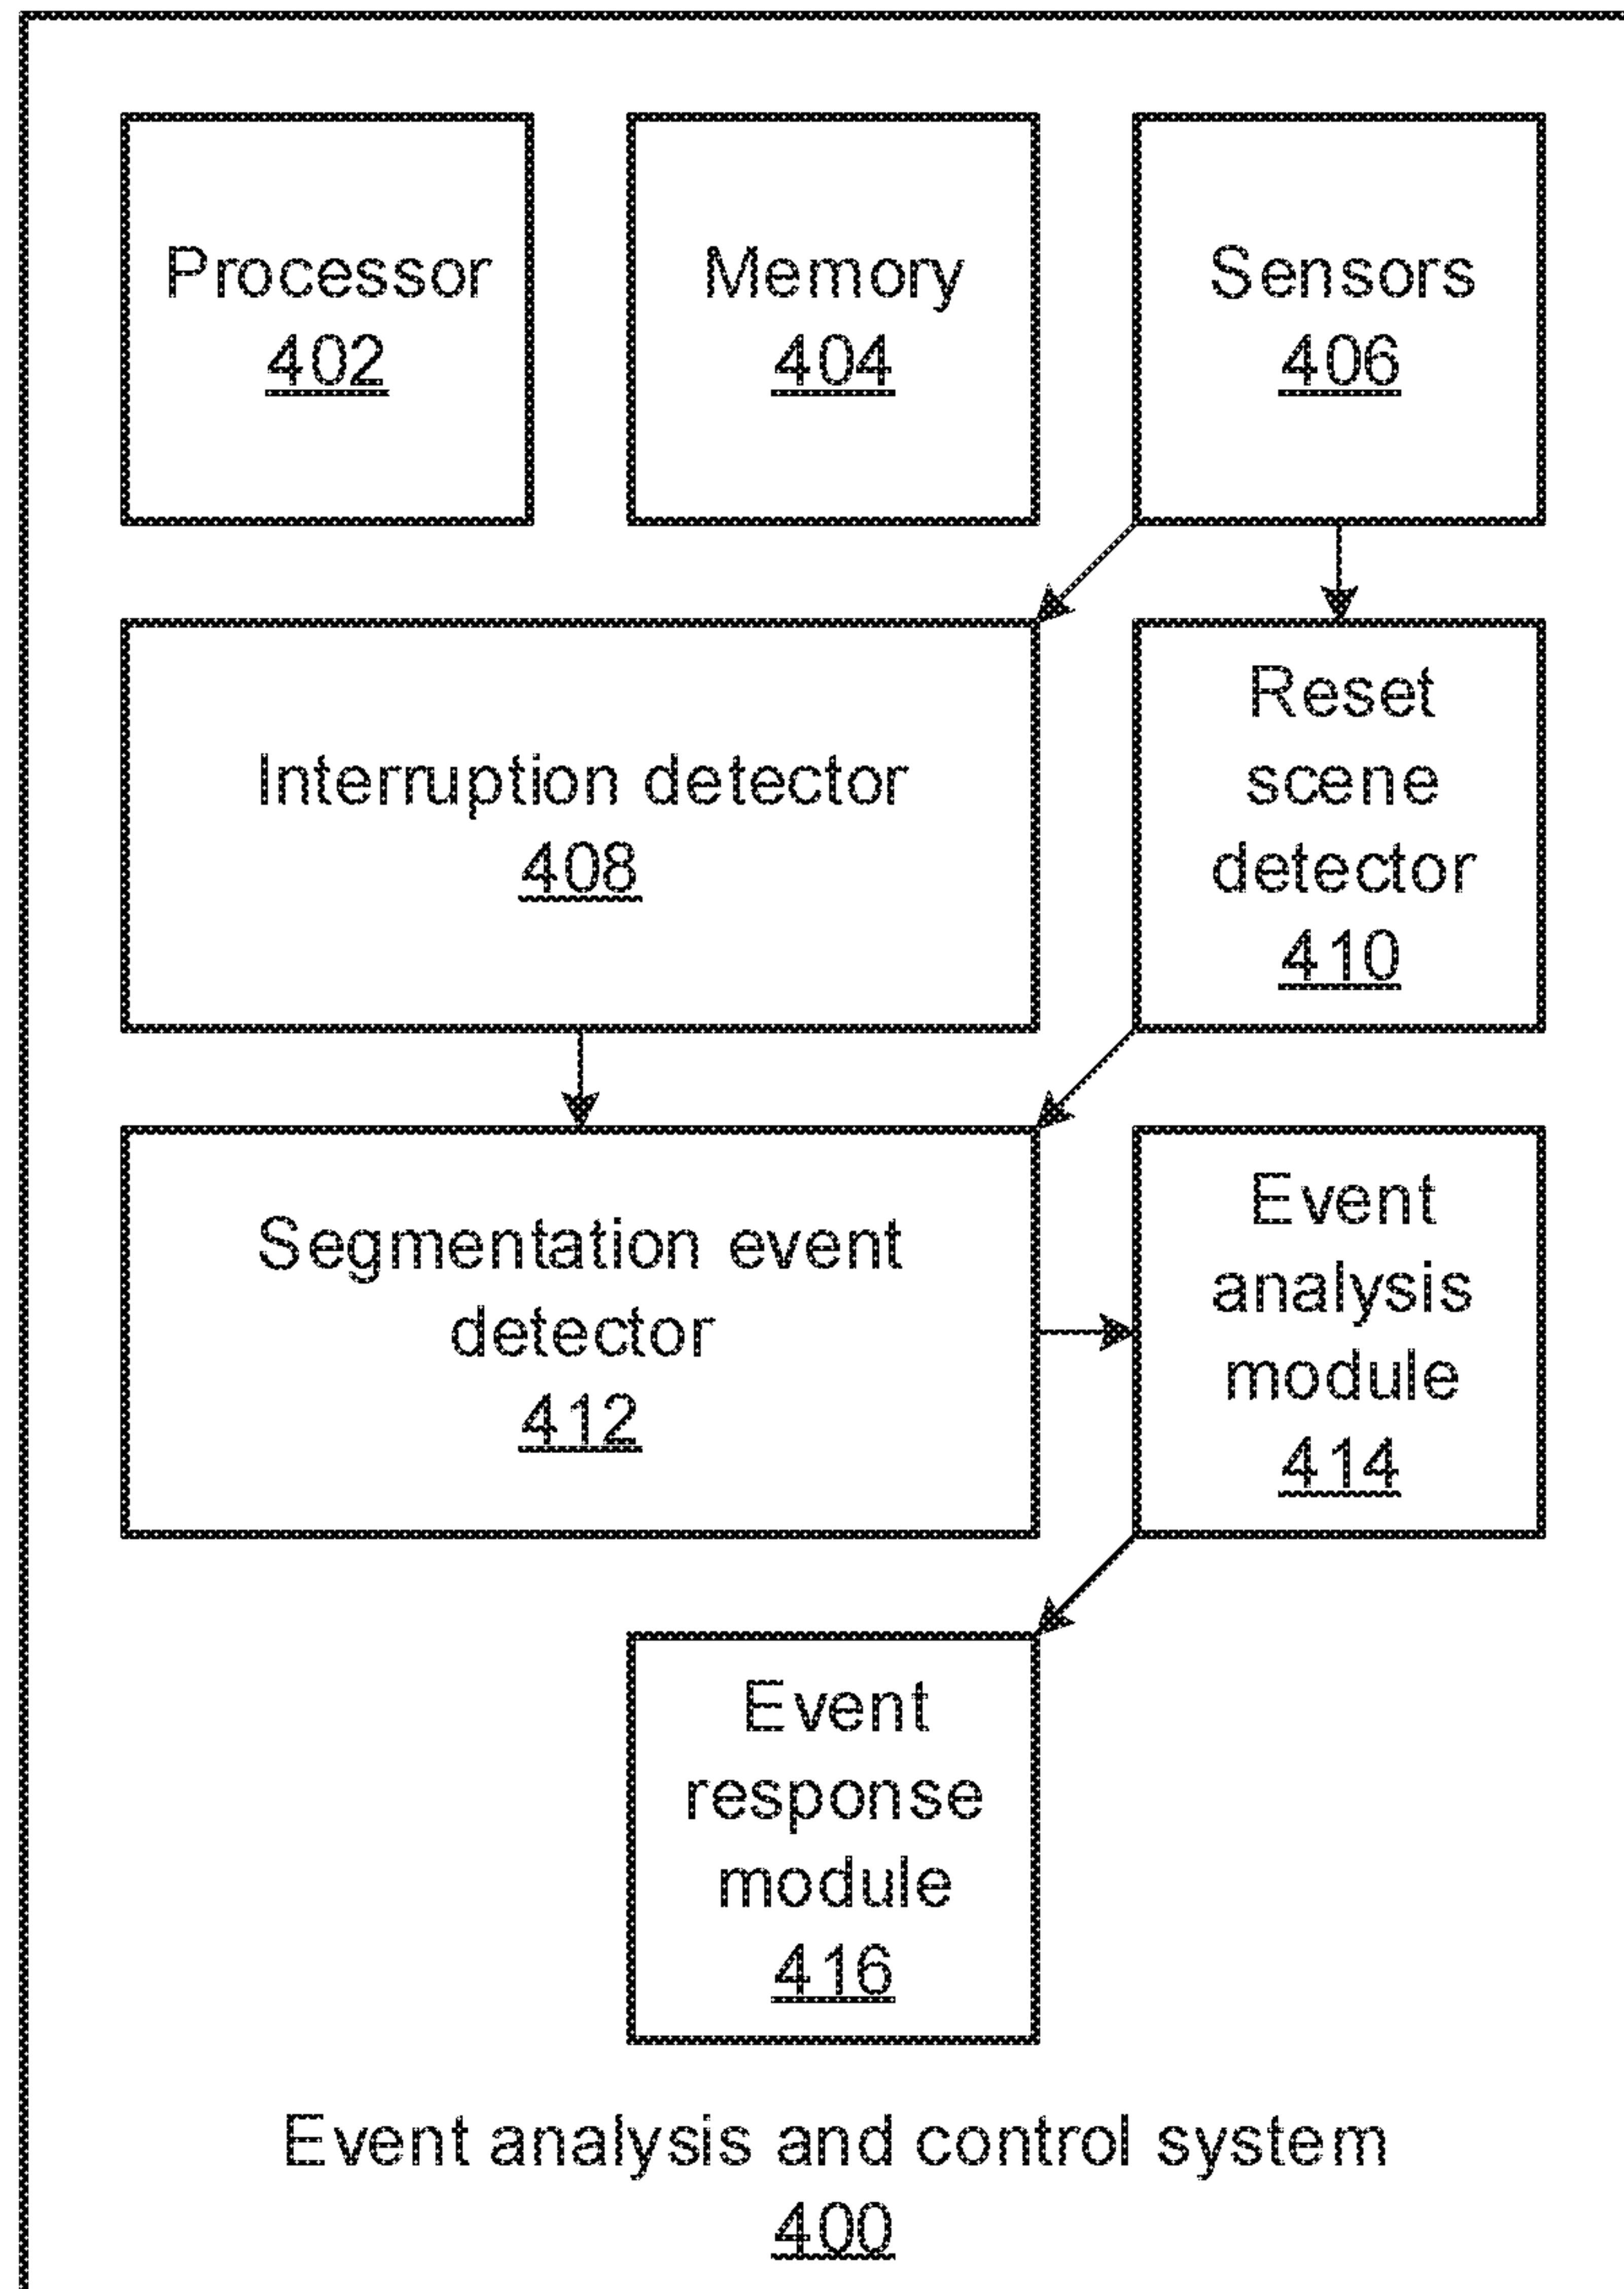 Processor
402
Memory
404
Sensors
406
Interruption detector
408
Reset
scene
detector
410
Segmentation event
detector
412
Event
analysis
module
414
Event
response
module
416
Event analysis and control system
400